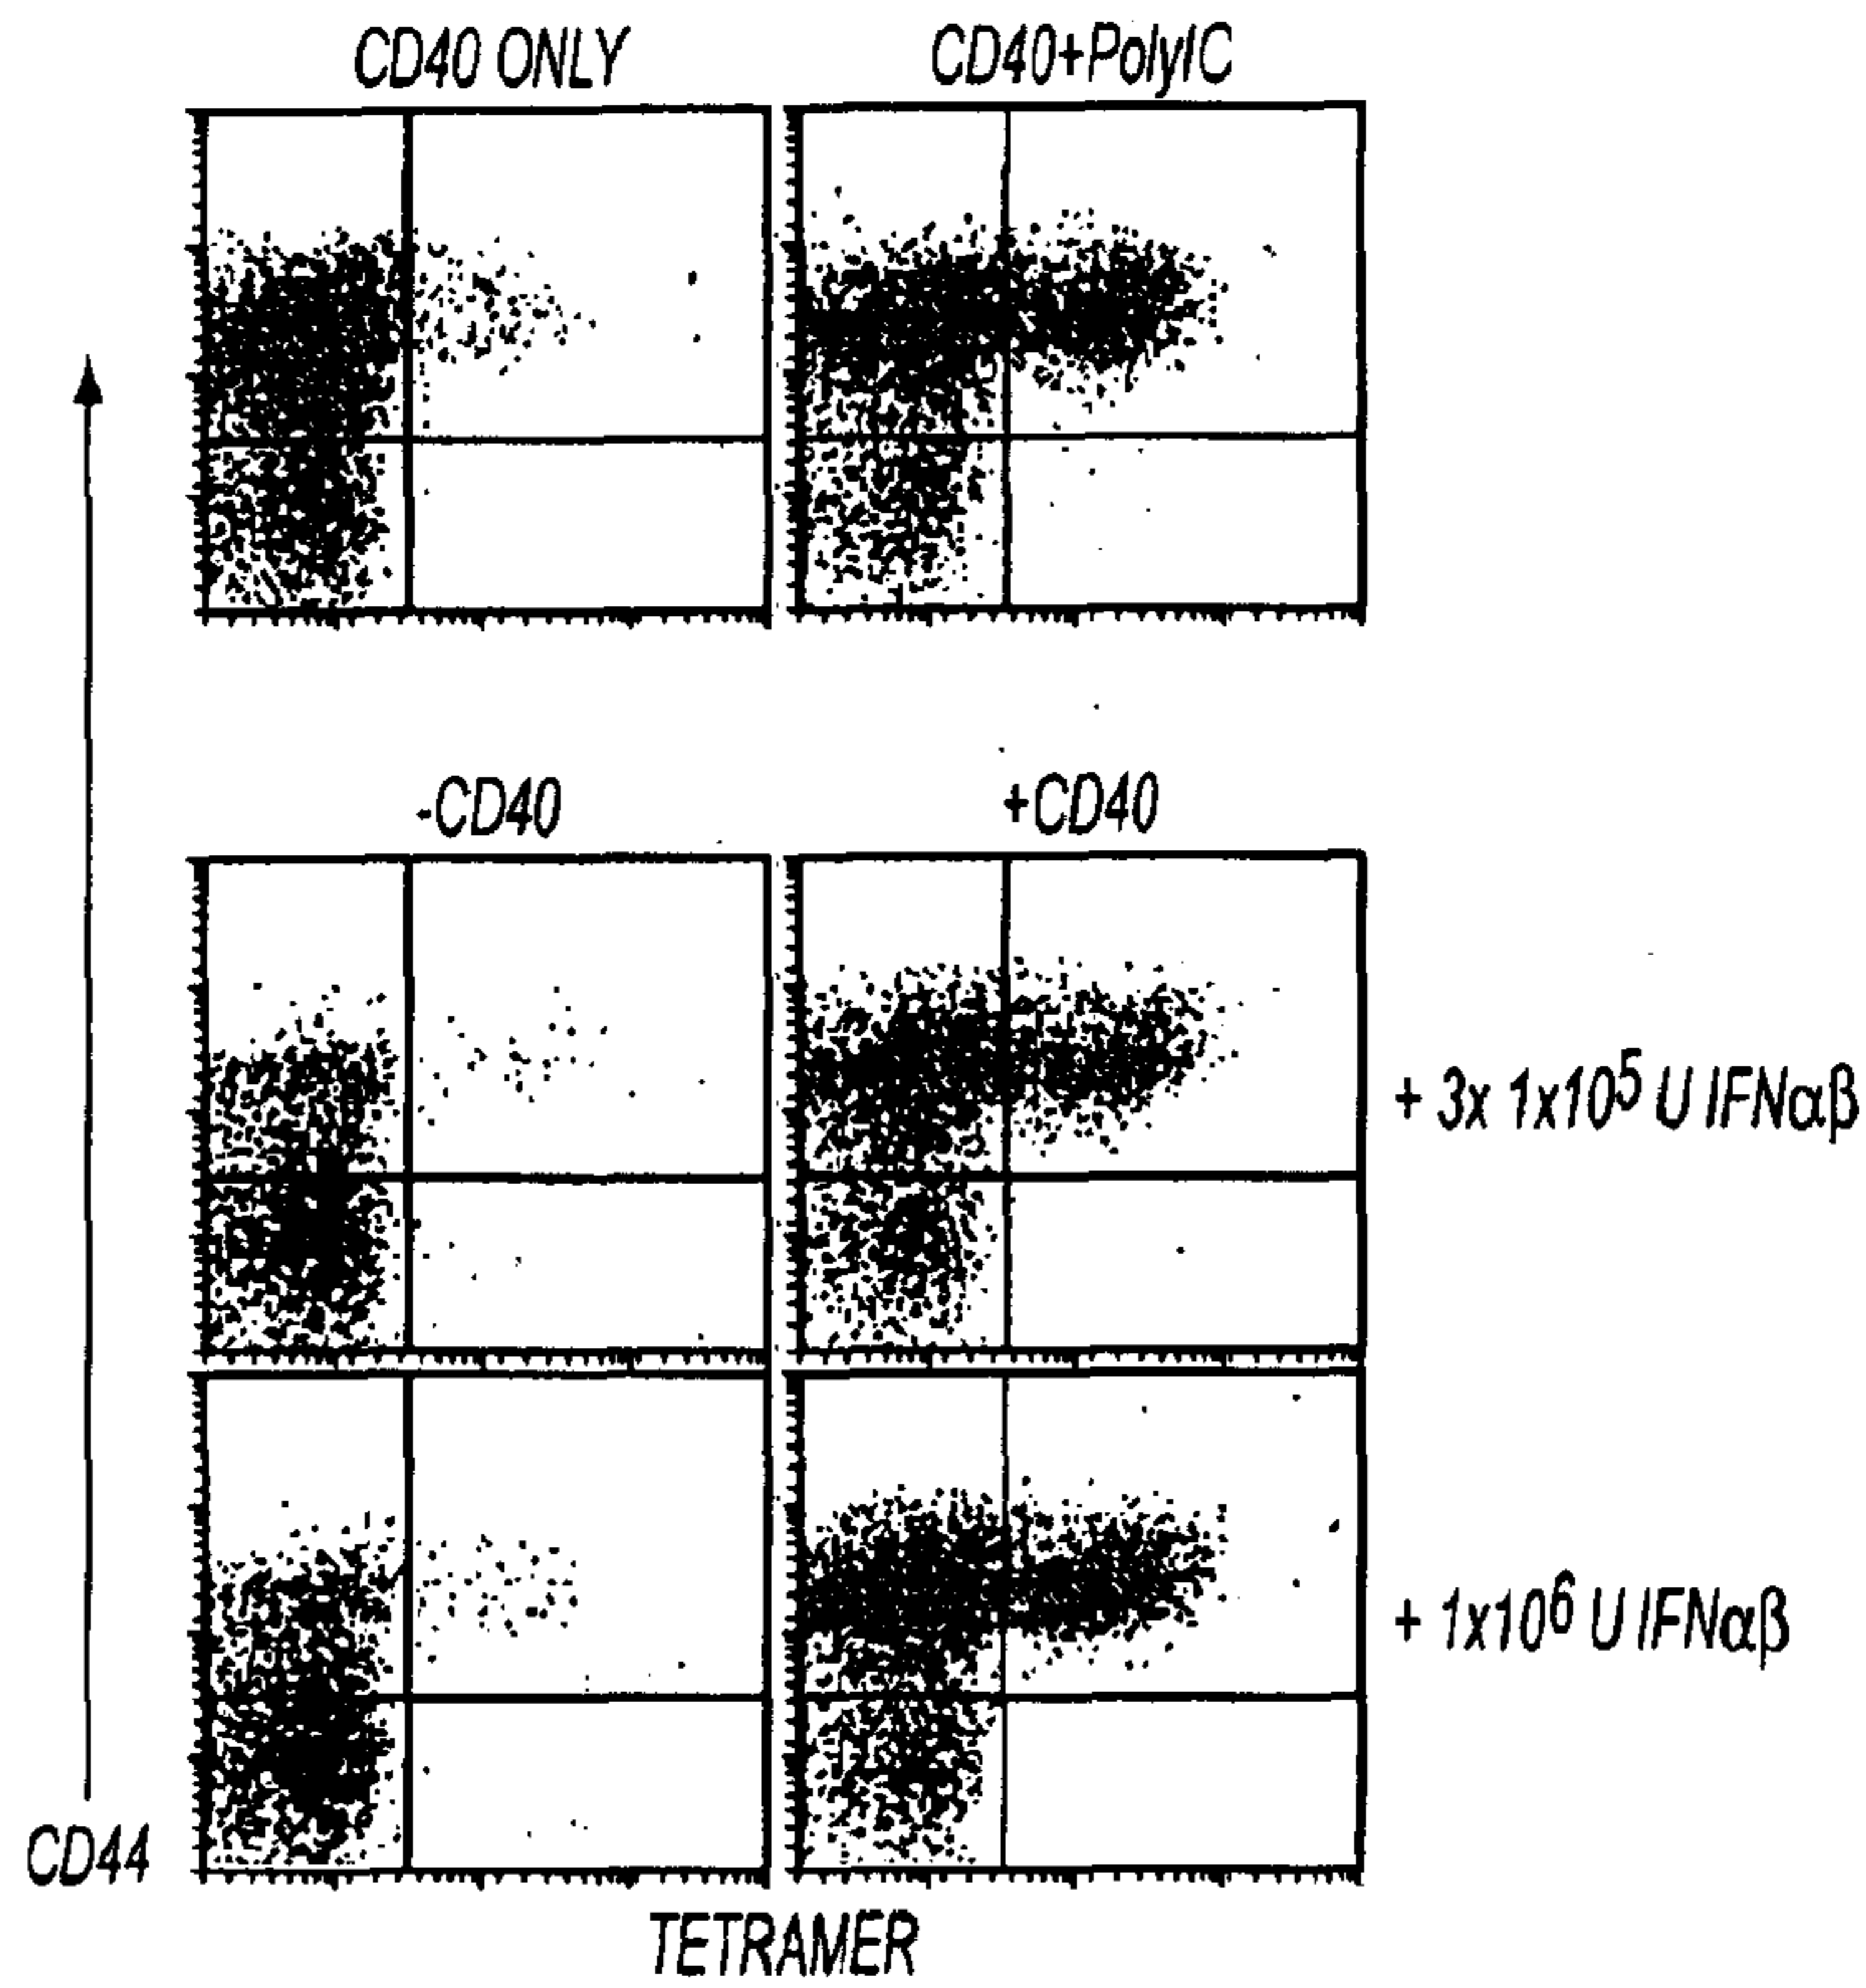 CD40 ONLY
CD40+PolyIC
-CD40
+CD40
+ 3x 1x10⁵ U IFNαβ
+ 1x10⁶ U IFNαβ
CD44
TETRAMER